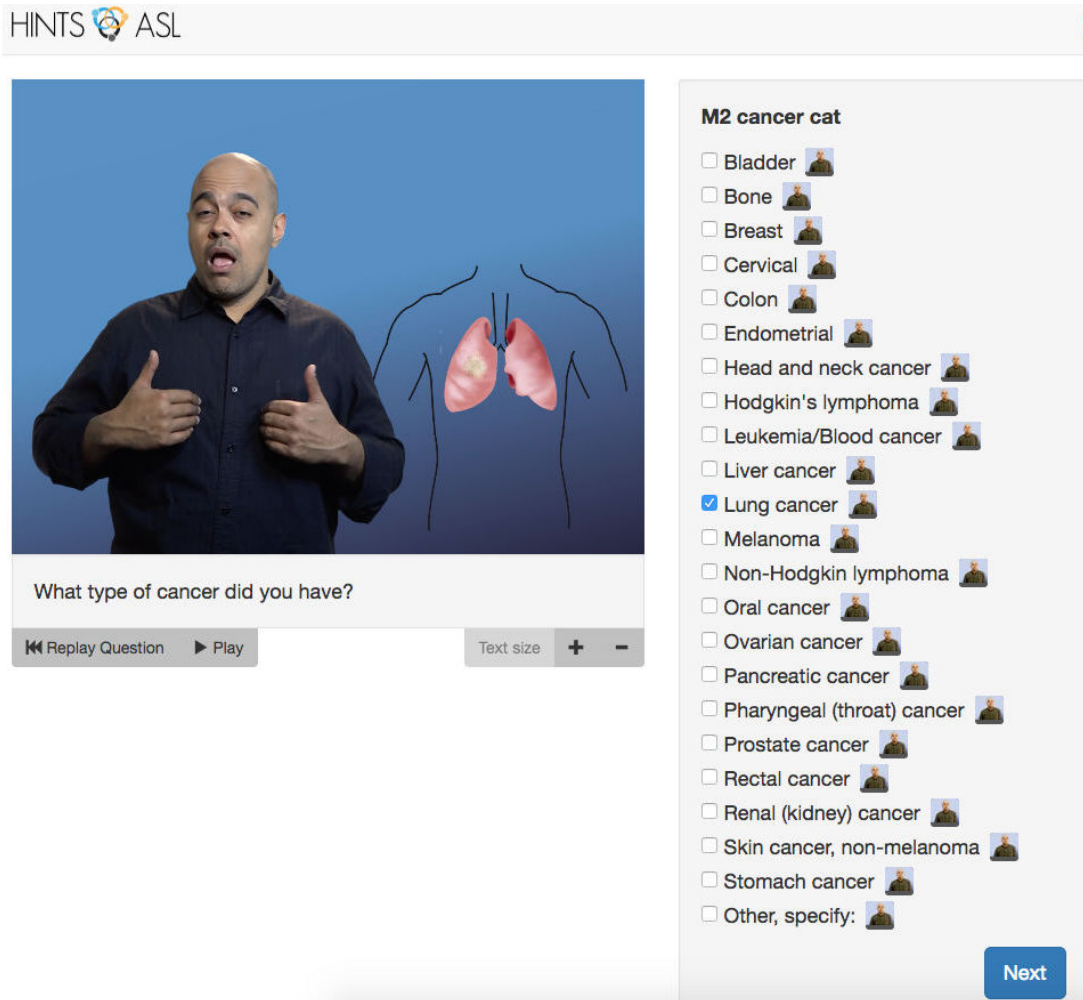 HINTS ASL
What type of cancer did you have?
Replay Question Play Text size + -
M2 cancer cat
Bladder
Bone
Breast
Cervical
Colon
Endometrial
Head and neck cancer
Hodgkin's lymphoma
Leukemia/Blood cancer
Liver cancer
Lung cancer
Melanoma
Non-Hodgkin lymphoma
Oral cancer
Ovarian cancer
Pancreatic cancer
Pharyngeal (throat) cancer
Prostate cancer
Rectal cancer
Renal (kidney) cancer
Skin cancer, non-melanoma
Stomach cancer
Other, specify:
Next